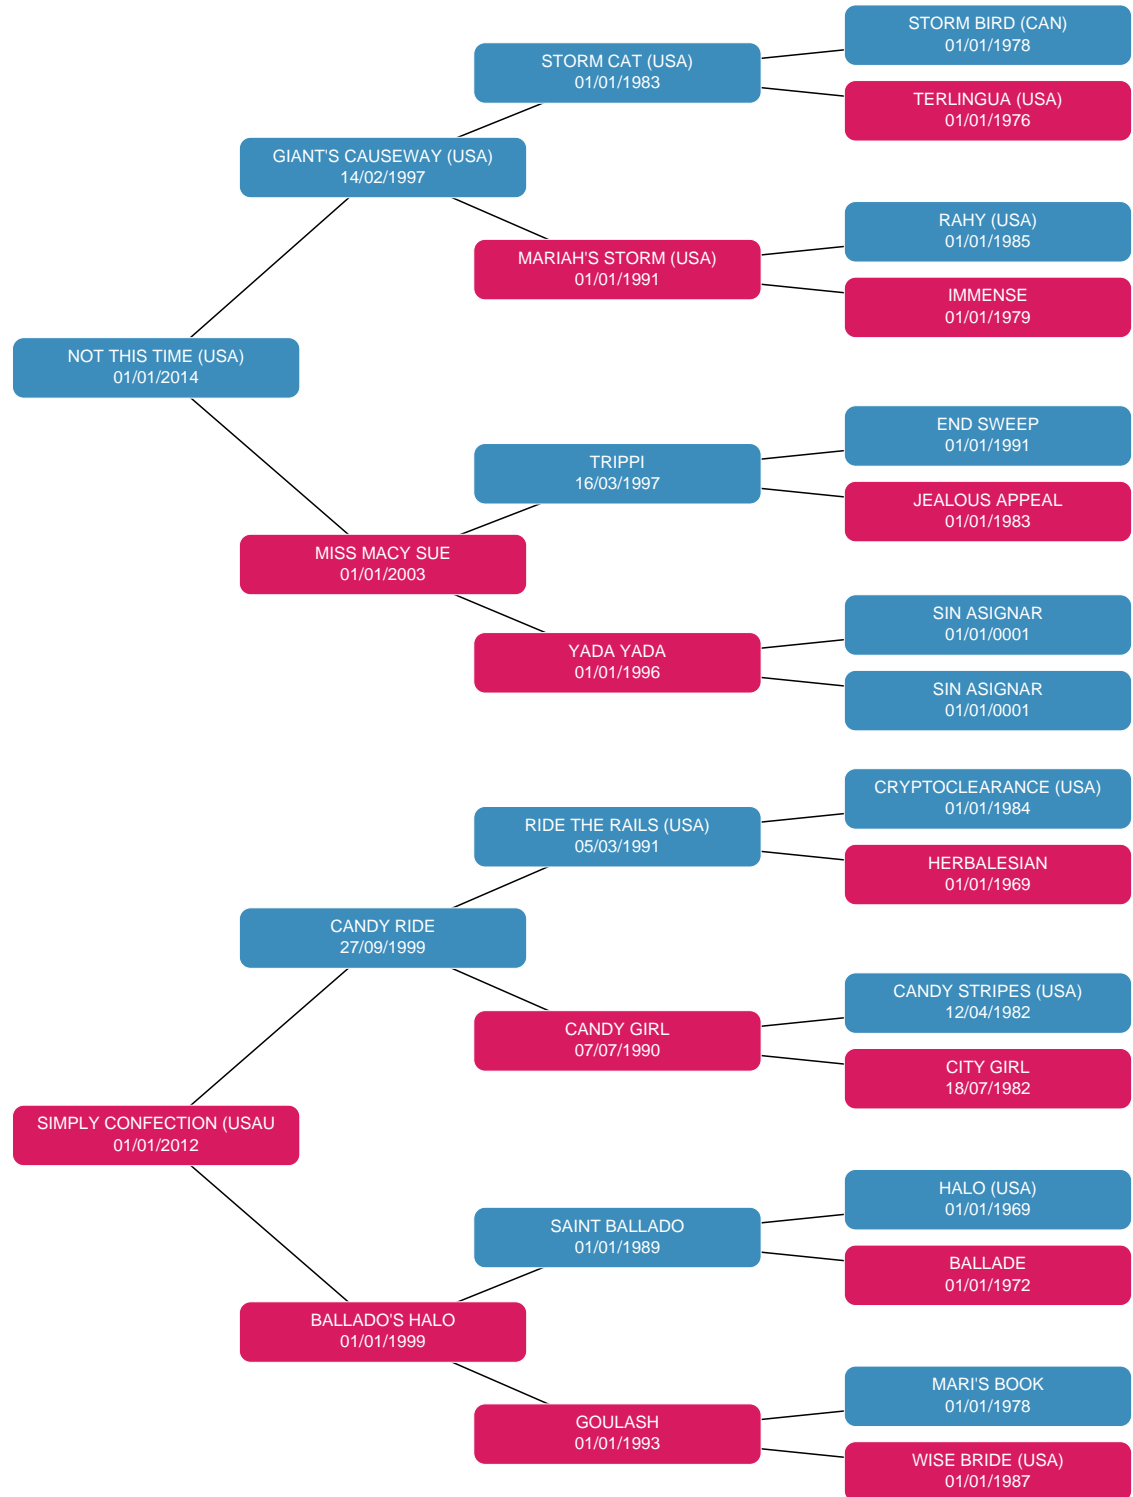 STORM BIRD (CAN)
01/01/1978
STORM CAT (USA)
01/01/1983
TERLINGUA (USA)
01/01/1976
GIANT'S CAUSEWAY (USA)
14/02/1997
RAHY (USA)
01/01/1985
MARIAH'S STORM (USA)
01/01/1991
IMMENSE
01/01/1979
NOT THIS TIME (USA)
01/01/2014
END SWEEP
01/01/1991
TRIPPI
16/03/1997
JEALOUS APPEAL
01/01/1983
MISS MACY SUE
01/01/2003
SIN ASIGNAR
01/01/0001
YADA YADA
01/01/1996
SIN ASIGNAR
01/01/0001
CRYPTOCLEARANCE (USA)
01/01/1984
RIDE THE RAILS (USA)
05/03/1991
HERBALESIAN
01/01/1969
CANDY RIDE
27/09/1999
CANDY STRIPES (USA)
12/04/1982
CANDY GIRL
07/07/1990
CITY GIRL
18/07/1982
SIMPLY CONFECTION (USAU
01/01/2012
HALO (USA)
01/01/1969
SAINT BALLADO
01/01/1989
BALLADE
01/01/1972
BALLADO'S HALO
01/01/1999
MARI'S BOOK
01/01/1978
GOULASH
01/01/1993
WISE BRIDE (USA)
01/01/1987